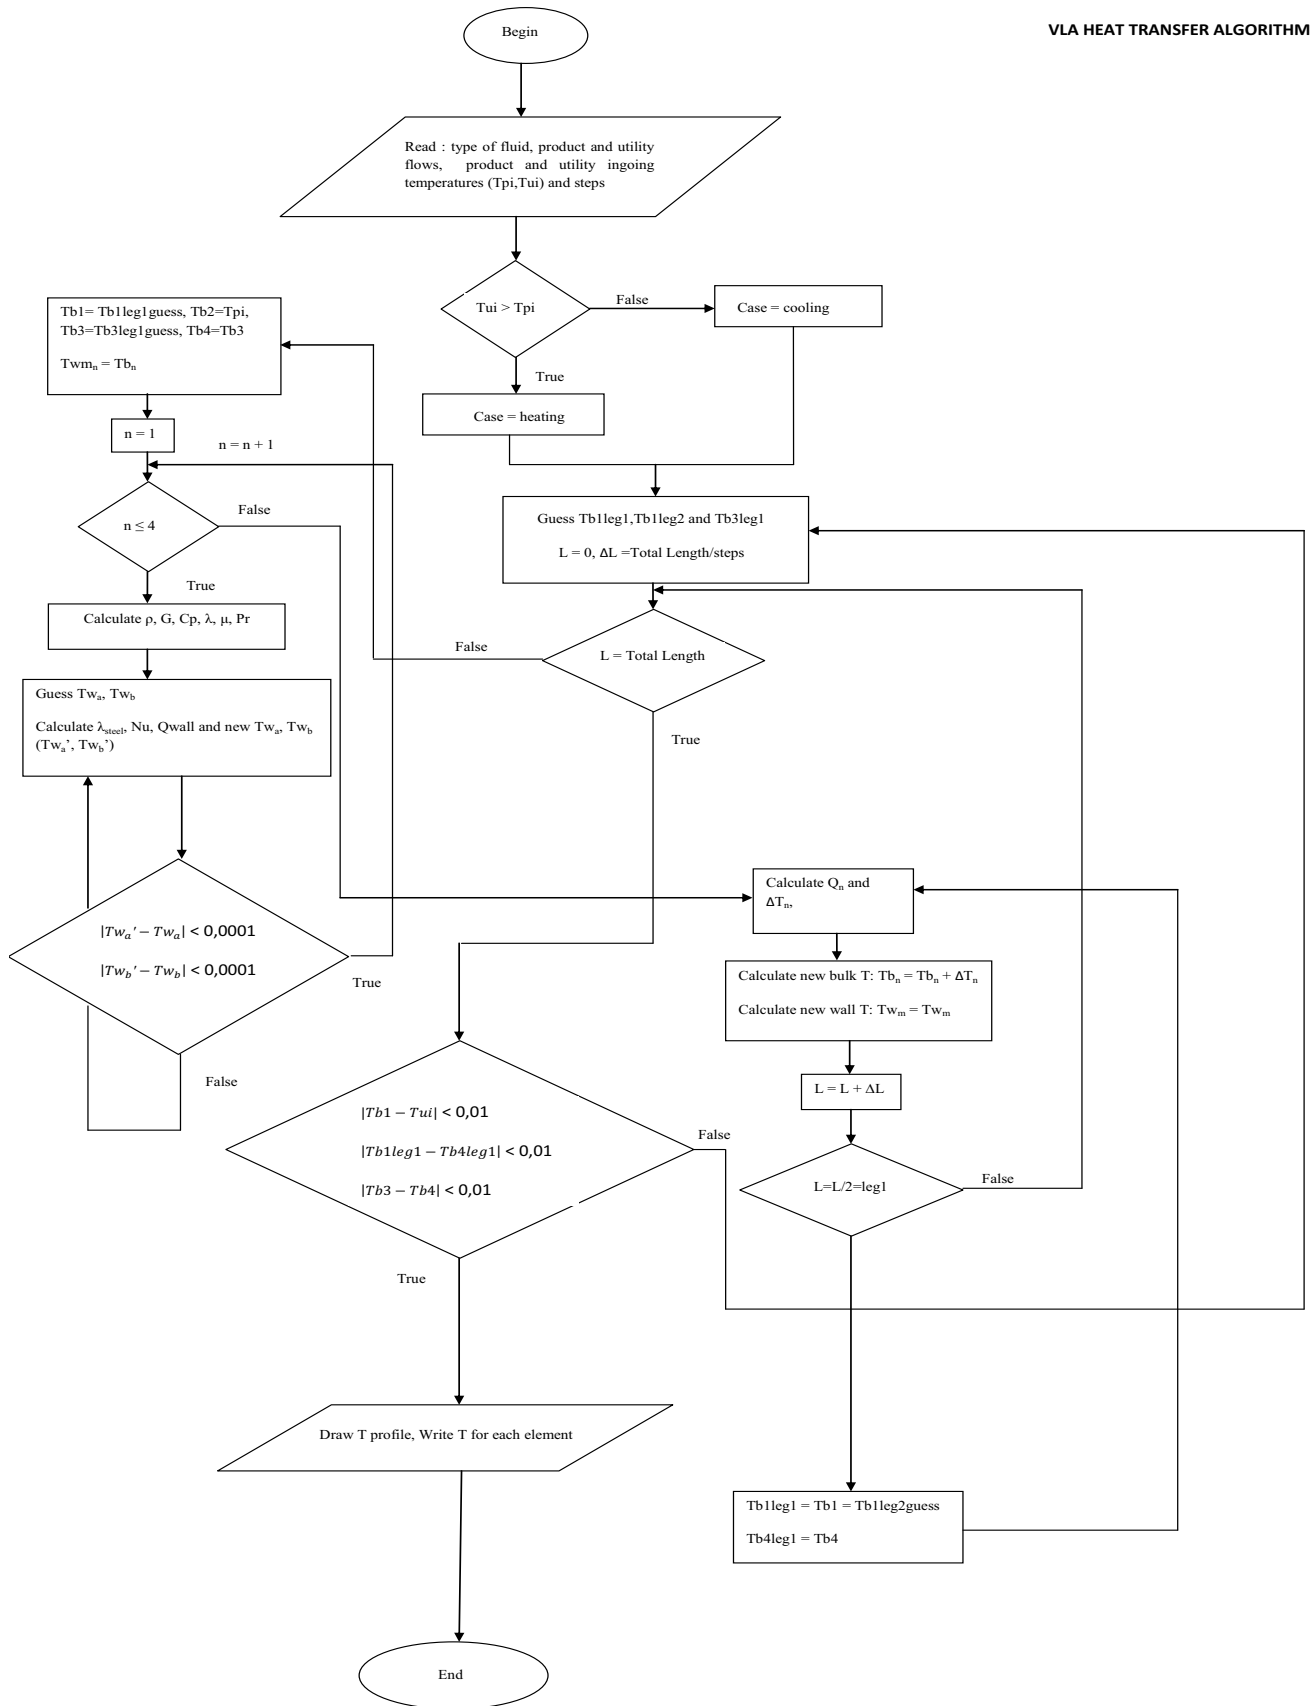 VLA HEAT TRANSFER ALGORITHM
Begin
Read : type of fluid, product and utility
flows, product and utility ingoing
temperatures (Tpi,Tui) and steps
Tui > Tpi
False
Case = cooling
True
Case = heating
Tb1= Tb1leg1guess, Tb2=Tpi,
Tb3=Tb3leg1guess, Tb4=Tb3
Twmₙ = Tbₙ
n = 1
n = n + 1
n ≤ 4
False
True
Calculate ρ, G, Cp, λ, μ, Pr
Guess Twₐ, Tw_b
Calculate λ_steel, Nu, Qwall and new Twₐ, Tw_b
(Twₐ’, Tw_b’)
|Twₐ′ − Twₐ| < 0,0001
|Tw_b′ − Tw_b| < 0,0001
True
False
Guess Tb1leg1,Tb1leg2 and Tb3leg1
L = 0, ΔL =Total Length/steps
False
L = Total Length
True
Calculate Qₙ and
ΔTₙ,
Calculate new bulk T: Tbₙ = Tbₙ + ΔTₙ
Calculate new wall T: Twₘ = Twₘ
L = L + ΔL
L=L/2=leg1
False
|Tb1 − Tui| < 0,01
|Tb1leg1 − Tb4leg1| < 0,01
|Tb3 − Tb4| < 0,01
False
True
Draw T profile, Write T for each element
Tb1leg1 = Tb1 = Tb1leg2guess
Tb4leg1 = Tb4
End